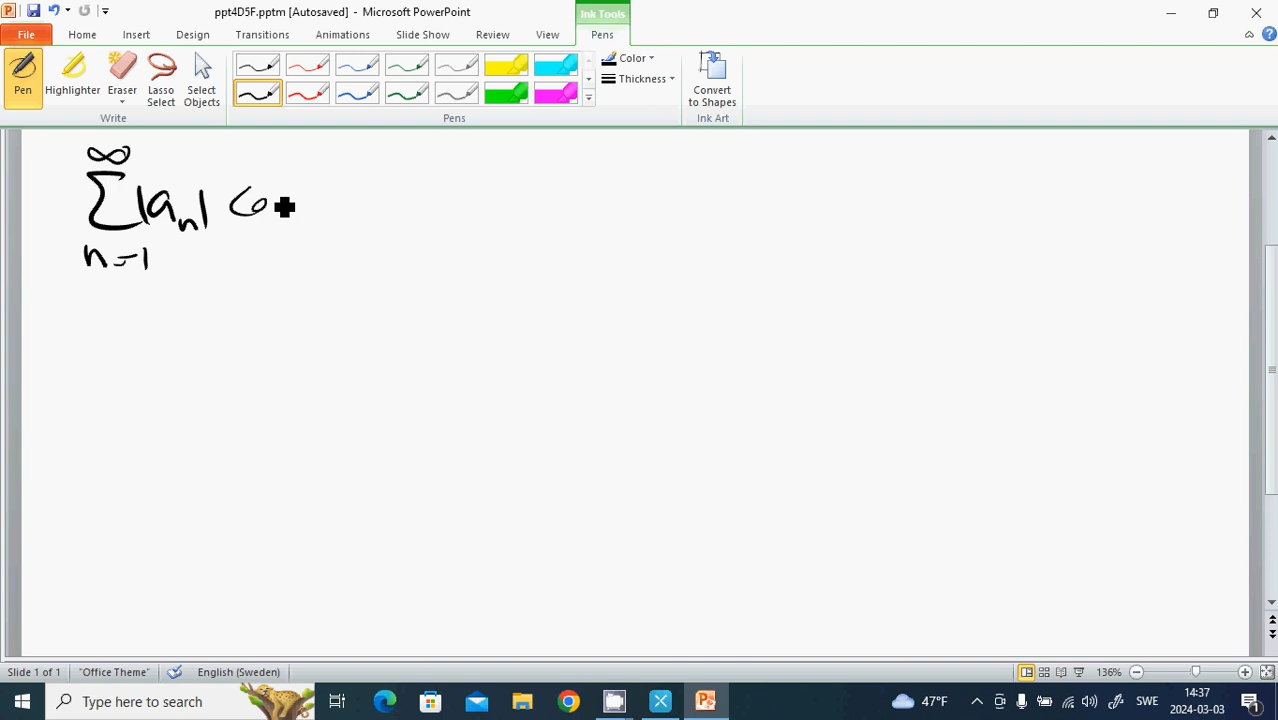 ppt4D5F.pptm [Autosaved] - Microsoft PowerPoint
Ink Tools
File Home Insert Design Transitions Animations Slide Show Review View Pens
Pen Highlighter Eraser Lasso Select Select Objects
Color
Thickness
Convert to Shapes
Write Pens Ink Art
∞
∑ |aₙ| <
n=1
Slide 1 of 1 "Office Theme" English (Sweden) 136%
Type here to search 47°F SWE 14:37
2024-03-03
1